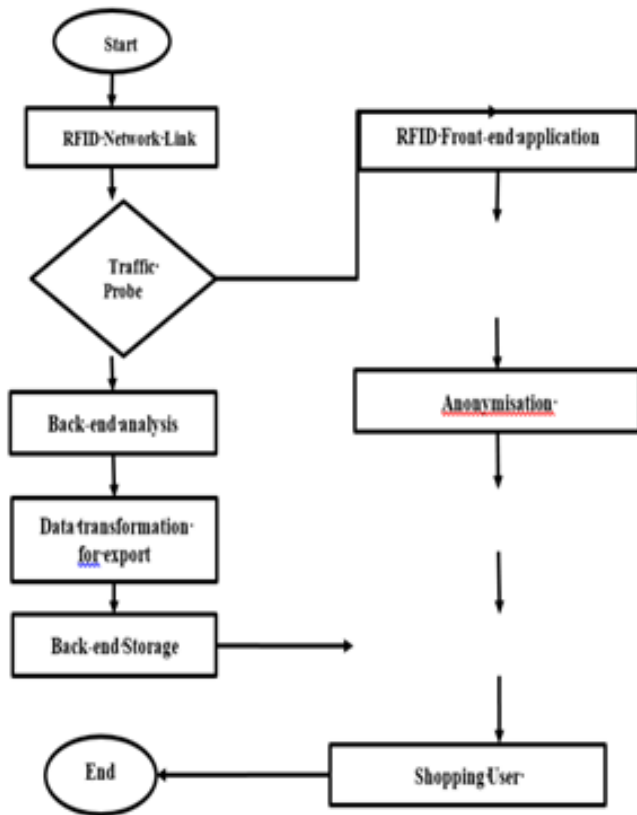 Start
RFID Network Link
RFID Front-end application
Traffic
Probe
Back-end analysis
Anonymisation
Data transformation
for export
Back-end Storage
End
Shopping User